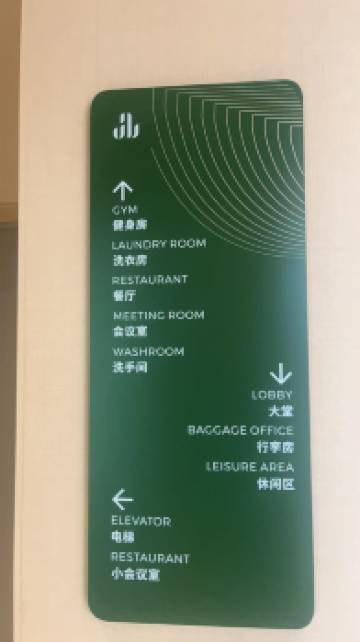 GYM
健身房
LAUNDRY ROOM
洗衣房
RESTAURANT
餐厅
MEETING ROOM
会议室
WASHROOM
洗手间
LOBBY
大堂
BAGGAGE OFFICE
行李房
LEISURE AREA
休闲区
ELEVATOR
电梯
RESTAURANT
小会议室